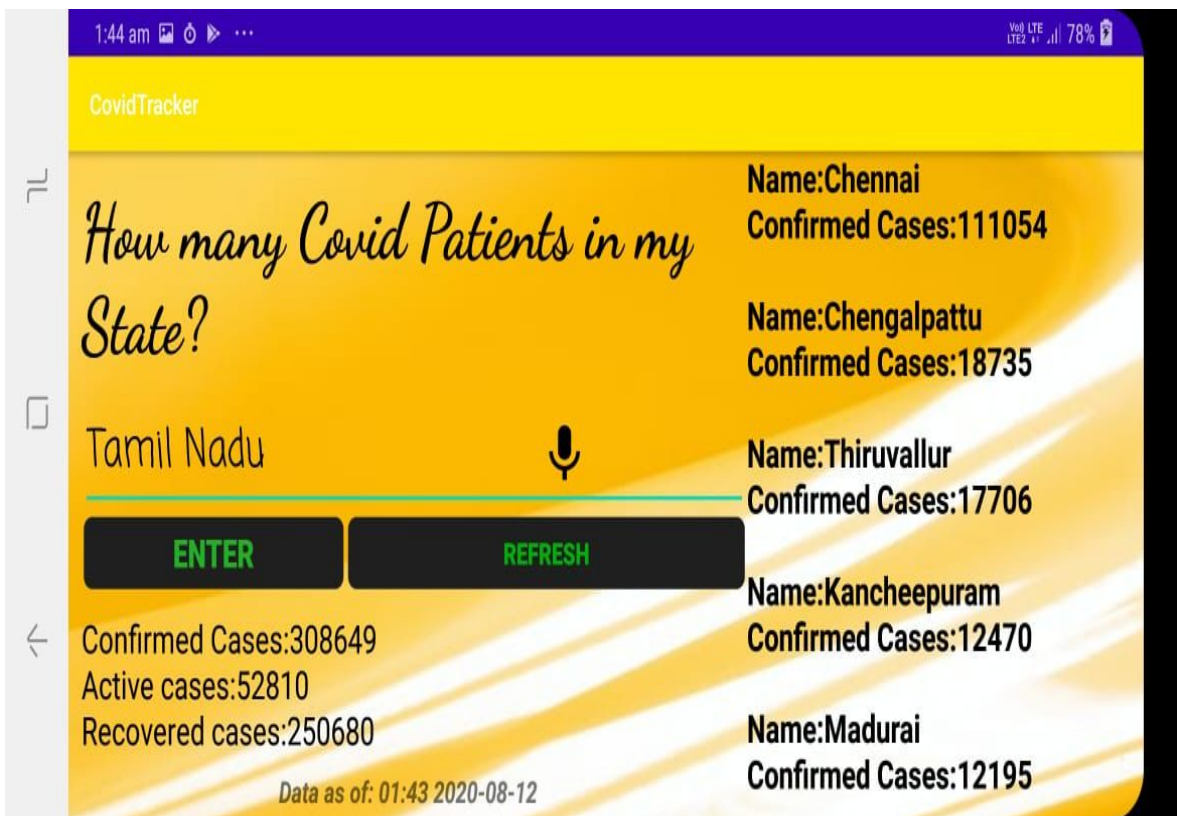 1:44 am ... Vo)) LTE LTE2 78%
CovidTracker
How many Covid Patients in my
State?
Tamil Nadu
ENTER REFRESH
Confirmed Cases:308649
Active cases:52810
Recovered cases:250680
Data as of: 01:43 2020-08-12
Name:Chennai
Confirmed Cases:111054
Name:Chengalpattu
Confirmed Cases:18735
Name:Thiruvallur
Confirmed Cases:17706
Name:Kancheepuram
Confirmed Cases:12470
Name:Madurai
Confirmed Cases:12195